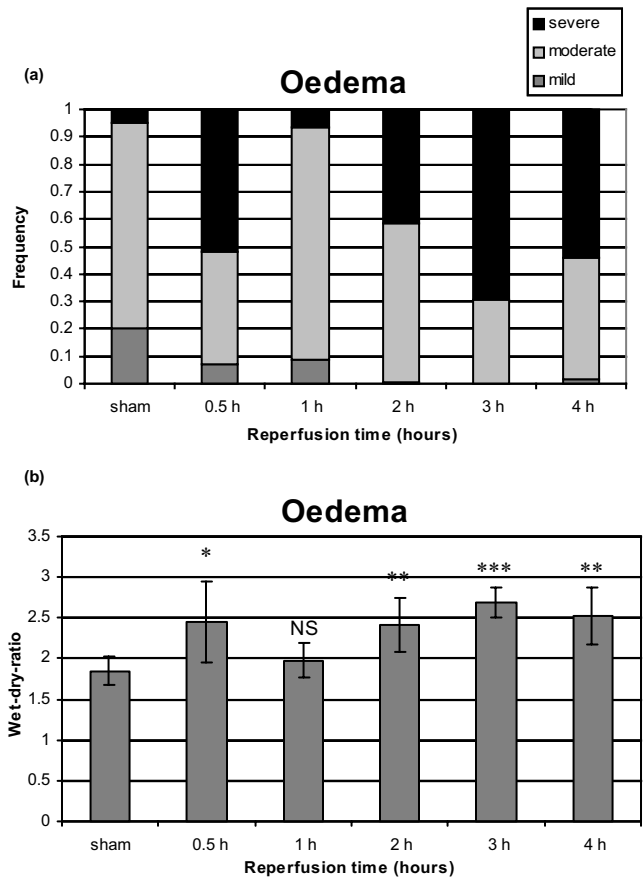 severe
moderate
mild
(a)
Oedema
1
0.9
0.8
0.7
0.6
0.5
0.4
0.3
0.2
0.1
0
Frequency
sham 0.5 h 1 h 2 h 3 h 4 h
Reperfusion time (hours)
(b)
Oedema
3.5
3
2.5
2
1.5
1
0.5
0
Wet-dry-ratio
* NS ** *** **
sham 0.5 h 1 h 2 h 3 h 4 h
Reperfusion time (hours)